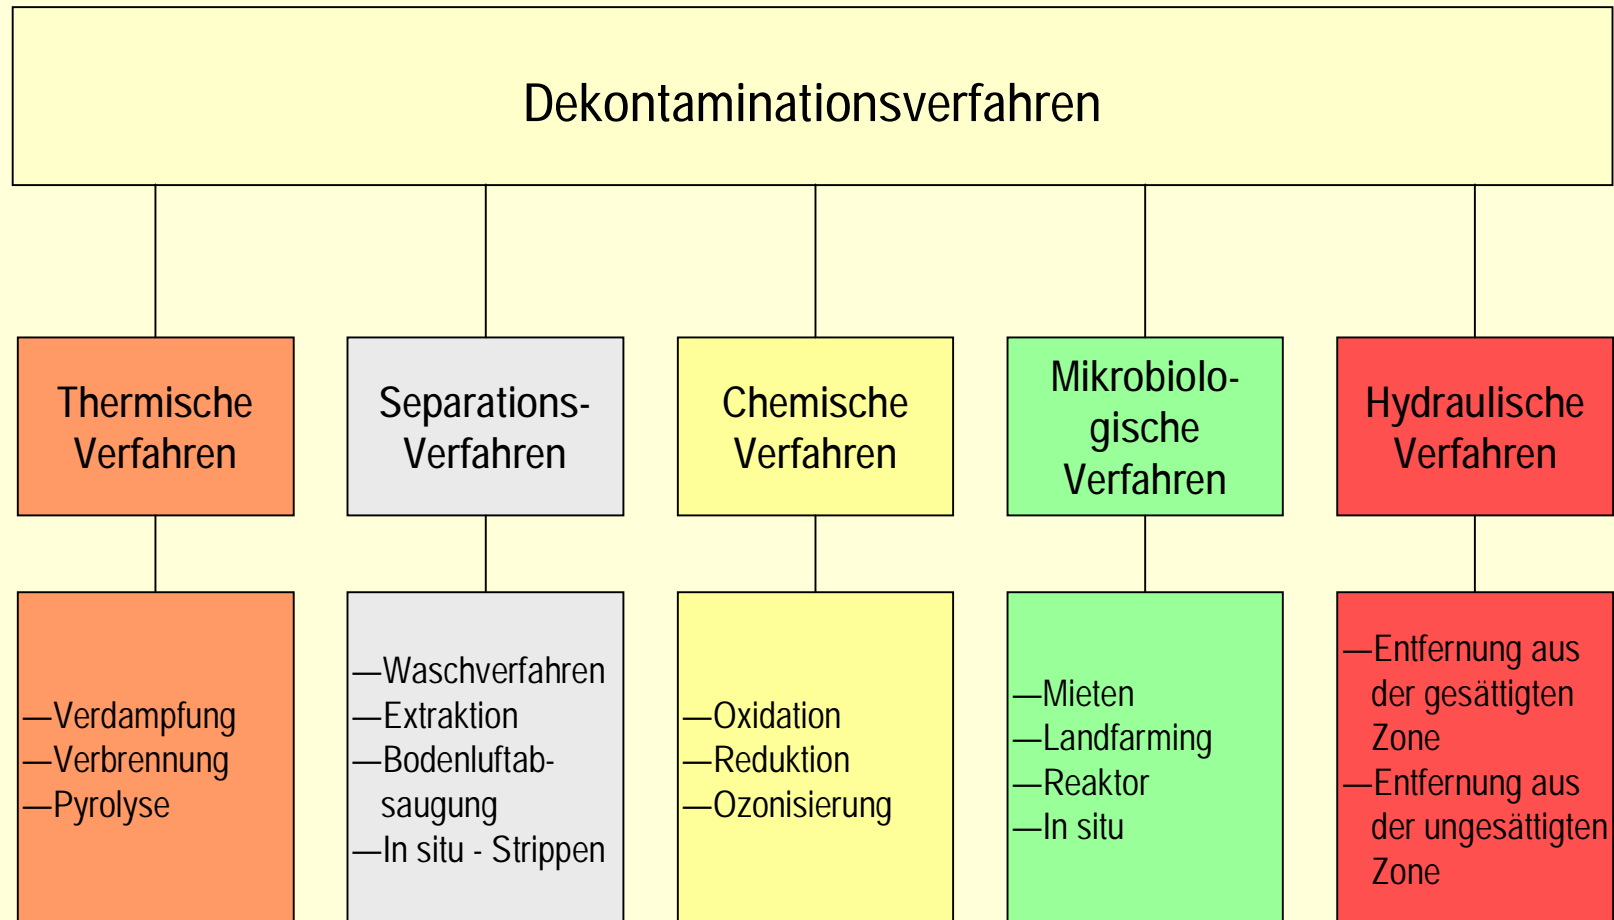 Dekontaminationsverfahren
Thermische
Verfahren
Separations-
Verfahren
Chemische
Verfahren
Mikrobiolo-
gische
Verfahren
Hydraulische
Verfahren
—Verdampfung
—Verbrennung
—Pyrolyse
—Waschverfahren
—Extraktion
—Bodenluftab-
saugung
—In situ - Strippen
—Oxidation
—Reduktion
—Ozonisierung
—Mieten
—Landfarming
—Reaktor
—In situ
—Entfernung aus
der gesättigten
Zone
—Entfernung aus
der ungesättigten
Zone